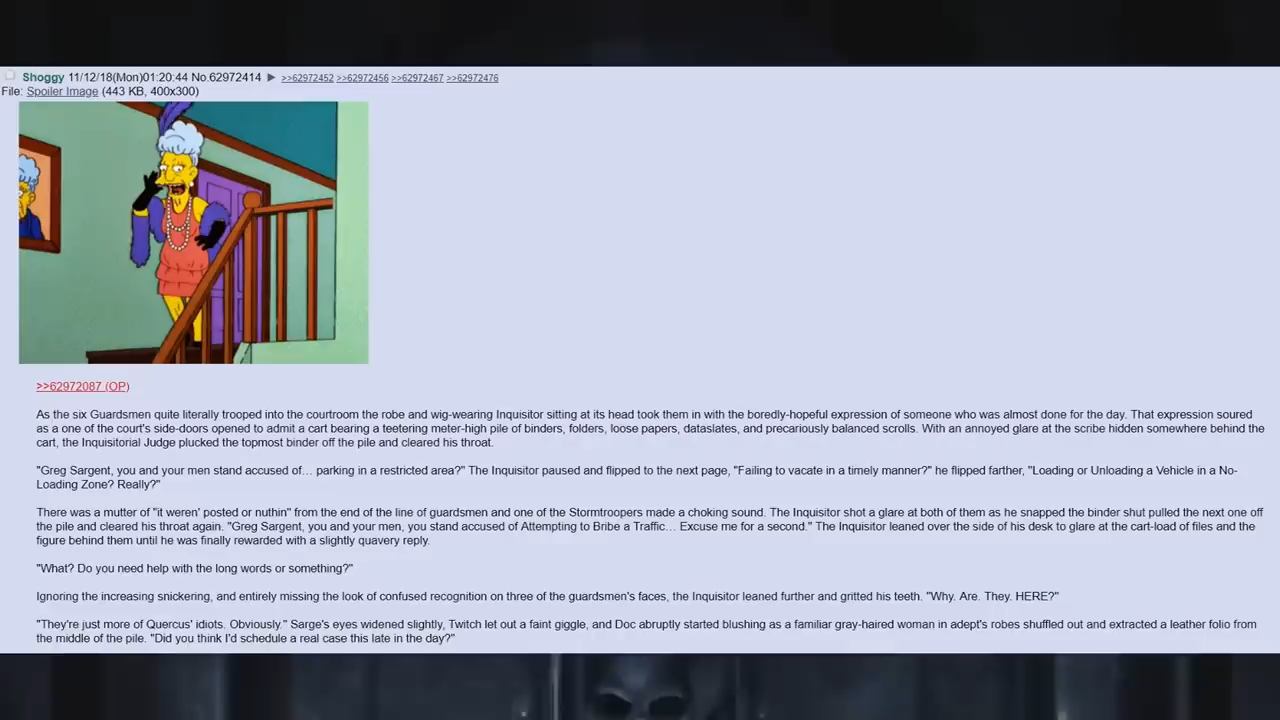 Shoggy 11/12/18(Mon)01:20:44 No.62972414 ▶ >>62972452 >>62972456 >>62972467 >>62972476
File: Spoiler Image (443 KB, 400x300)
>>62972087 (OP)
As the six Guardsmen quite literally trooped into the courtroom the robe and wig-wearing Inquisitor sitting at its head took them in with the boredly-hopeful expression of someone who was almost done for the day. That expression soured
as a one of the court's side-doors opened to admit a cart bearing a teetering meter-high pile of binders, folders, loose papers, dataslates, and precariously balanced scrolls. With an annoyed glare at the scribe hidden somewhere behind the
cart, the Inquisitorial Judge plucked the topmost binder off the pile and cleared his throat.
"Greg Sargent, you and your men stand accused of... parking in a restricted area?" The Inquisitor paused and flipped to the next page, "Failing to vacate in a timely manner?" he flipped farther, "Loading or Unloading a Vehicle in a No-
Loading Zone? Really?"
There was a mutter of "it weren' posted or nuthin" from the end of the line of guardsmen and one of the Stormtroopers made a choking sound. The Inquisitor shot a glare at both of them as he snapped the binder shut pulled the next one off
the pile and cleared his throat again. "Greg Sargent, you and your men, you stand accused of Attempting to Bribe a Traffic... Excuse me for a second." The Inquisitor leaned over the side of his desk to glare at the cart-load of files and the
figure behind them until he was finally rewarded with a slightly quavery reply.
"What? Do you need help with the long words or something?"
Ignoring the increasing snickering, and entirely missing the look of confused recognition on three of the guardsmen's faces, the Inquisitor leaned further and gritted his teeth. "Why. Are. They. HERE?"
"They're just more of Quercus' idiots. Obviously." Sarge's eyes widened slightly, Twitch let out a faint giggle, and Doc abruptly started blushing as a familiar gray-haired woman in adept's robes shuffled out and extracted a leather folio from
the middle of the pile. "Did you think I'd schedule a real case this late in the day?"